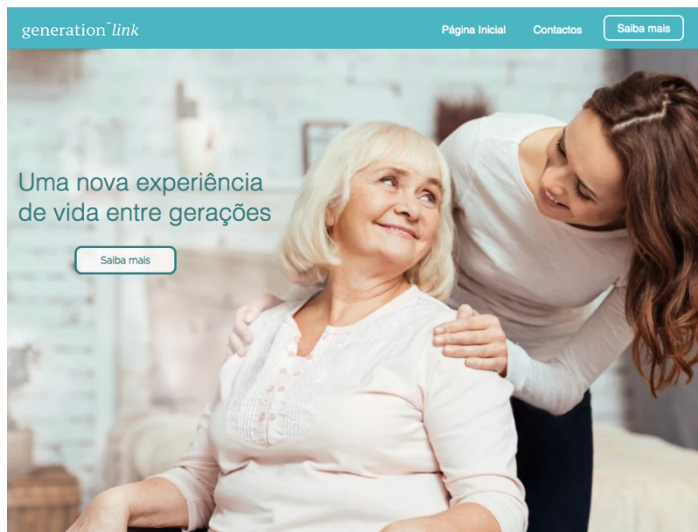 generation~link
Página Inicial
Contactos
Saiba mais
Uma nova experiência
de vida entre gerações
Saiba mais